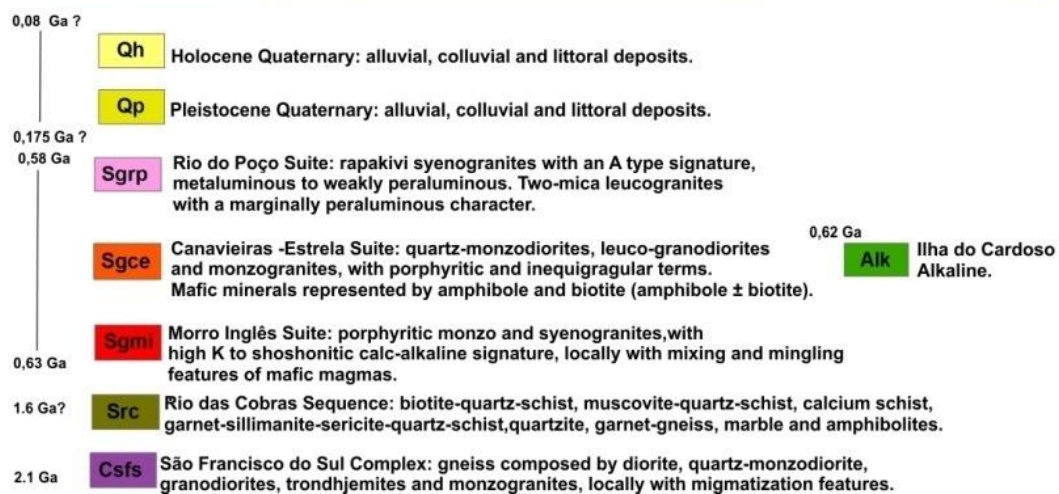 0,08 Ga ?
Qh Holocene Quaternary: alluvial, colluvial and littoral deposits.
Qp Pleistocene Quaternary: alluvial, colluvial and littoral deposits.
0,175 Ga ?
0,58 Ga
Sgrp Rio do Poço Suite: rapakivi syenogranites with an A type signature,
metaluminous to weakly peraluminous. Two-mica leucogranites
with a marginally peraluminous character.
0,62 Ga
Sgce Canavieiras -Estrela Suite: quartz-monzodiorites, leuco-granodiorites
and monzogranites, with porphyritic and inequigragular terms.
Mafic minerals represented by amphibole and biotite (amphibole ± biotite).
Alk Ilha do Cardoso
Alkaline.
Sgmi Morro Inglês Suite: porphyritic monzo and syenogranites,with
high K to shoshonitic calc-alkaline signature, locally with mixing and mingling
features of mafic magmas.
0,63 Ga
1.6 Ga?
Src Rio das Cobras Sequence: biotite-quartz-schist, muscovite-quartz-schist, calcium schist,
garnet-sillimanite-sericite-quartz-schist,quartzite, garnet-gneiss, marble and amphibolites.
2.1 Ga
Csfs São Francisco do Sul Complex: gneiss composed by diorite, quartz-monzodiorite,
granodiorites, trondhjemites and monzogranites, locally with migmatization features.